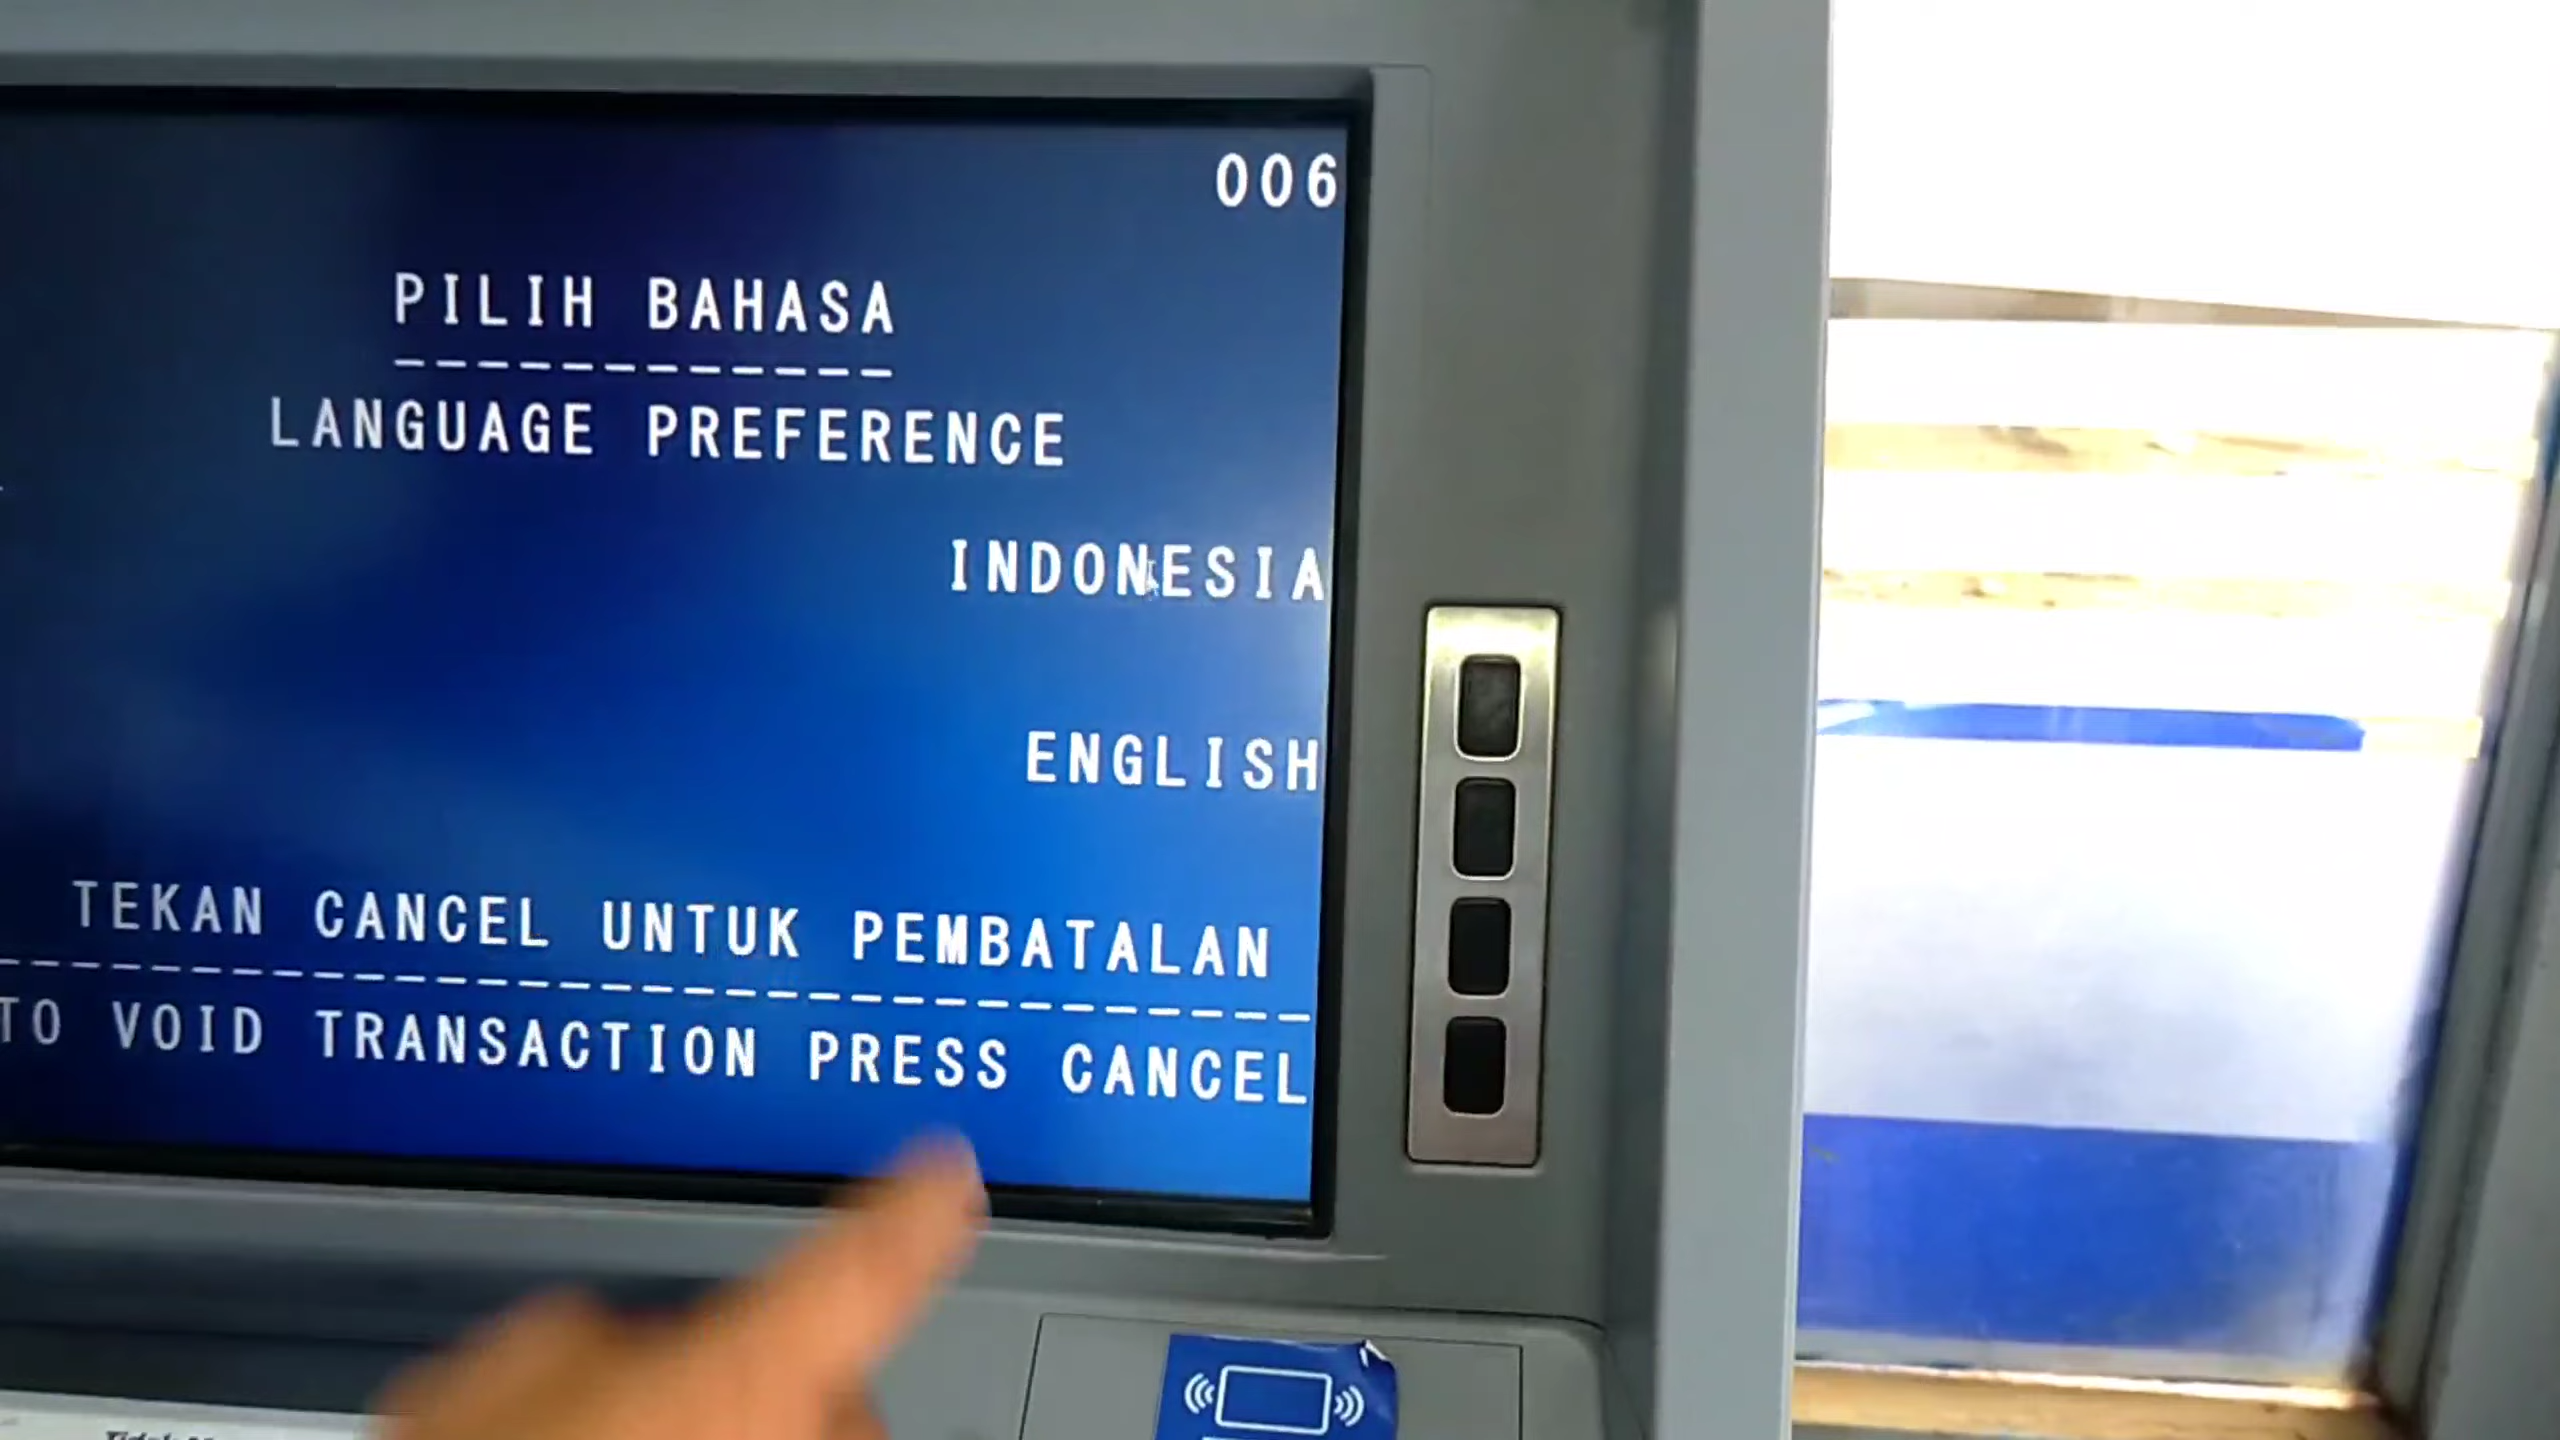 006
PILIH BAHASA
LANGUAGE PREFERENCE
INDONESIA
ENGLISH
TEKAN CANCEL UNTUK PEMBATALAN
TO VOID TRANSACTION PRESS CANCEL